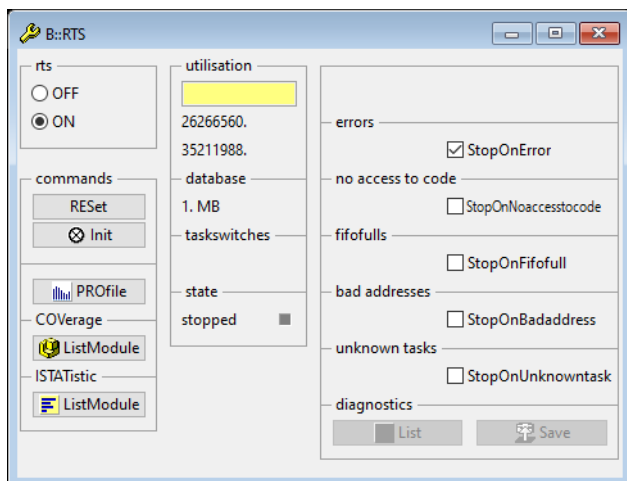 B::RTS
rts
OFF
ON
commands
RESet
Init
PROfile
COVerage
ListModule
ISTATistic
ListModule
utilisation
26266560.
35211988.
database
1. MB
taskswitches
state
stopped
errors
StopOnError
no access to code
StopOnNoaccesstocode
fifofulls
StopOnFifofull
bad addresses
StopOnBadaddress
unknown tasks
StopOnUnknowntask
diagnostics
List
Save